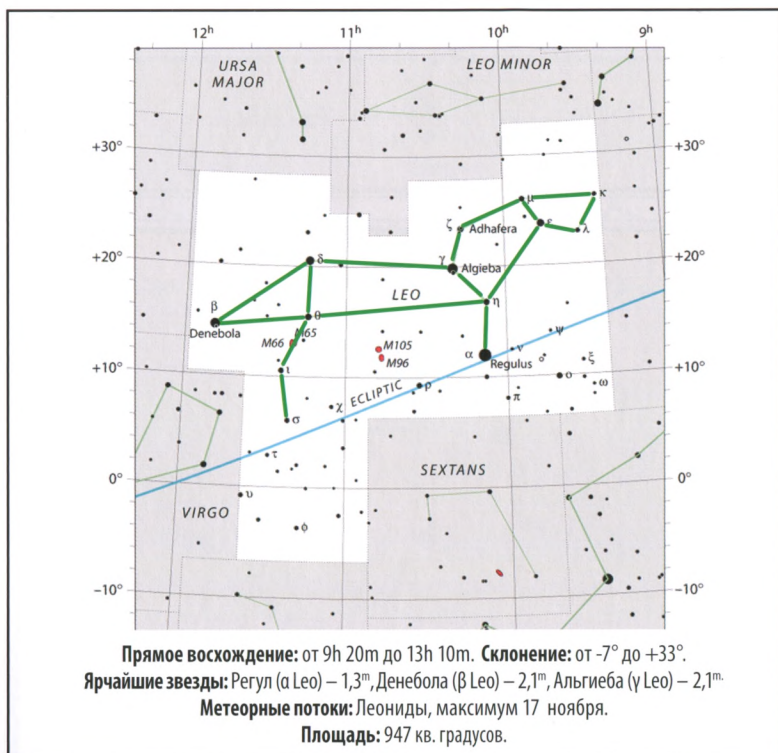 12h 11h 10h 9h
URSA MAJOR
LEO MINOR
+30° +30°
μ κ
ζ Adhafera ε λ
+20° +20°
δ γ Algieba
LEO η
β Denebola θ
M66 M65
M105
M96
ψ
+10° +10°
α Regulus ν ξ
ι ο ω
ECLIPTIC ρ π
χ
σ
τ
0° 0°
SEXTANS
υ
VIRGO
φ
−10° −10°
Прямое восхождение: от 9h 20m до 13h 10m. Склонение: от -7° до +33°.
Ярчайшие звезды: Регул (α Leo) – 1,3m, Денебола (β Leo) – 2,1m, Альгиеба (γ Leo) – 2,1m.
Метеорные потоки: Леониды, максимум 17 ноября.
Площадь: 947 кв. градусов.